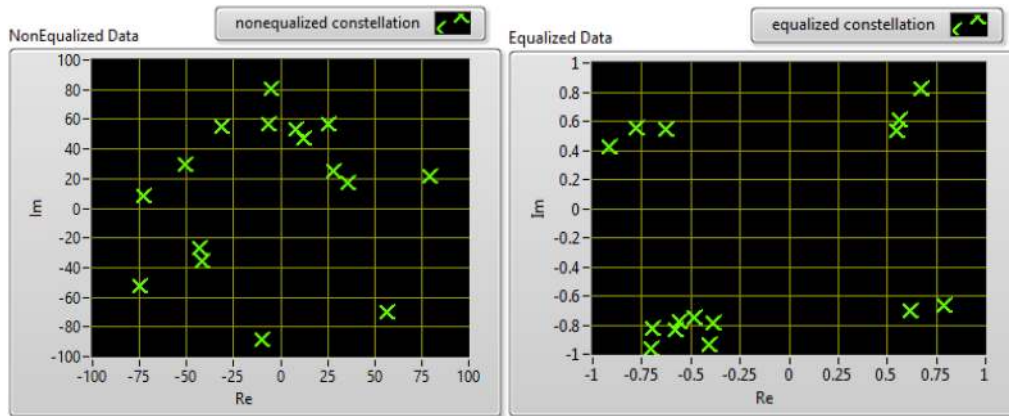 nonequalized constellation
NonEqualized Data
100
80
60
40
20
0
-20
-40
-60
-80
-100
Im
-100 -75 -50 -25 0 25 50 75 100
Re
equalized constellation
Equalized Data
1
0.8
0.6
0.4
0.2
0
-0.2
-0.4
-0.6
-0.8
-1
Im
-1 -0.75 -0.5 -0.25 0 0.25 0.5 0.75 1
Re